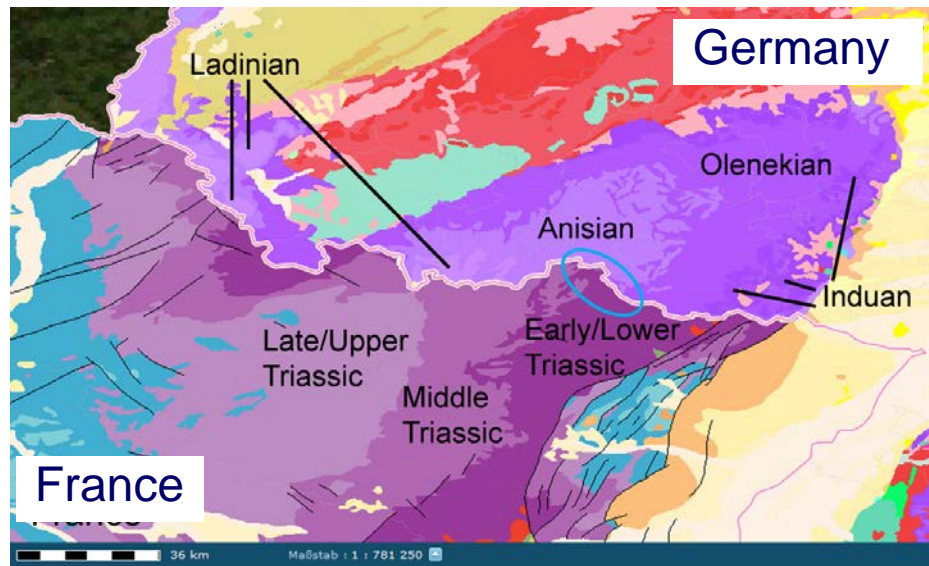 Germany
Ladinian
Olenekian
Anisian
Induan
Late/Upper
Triassic
Early/Lower
Triassic
Middle
Triassic
France
36 km
Maßstab : 1 : 781 250